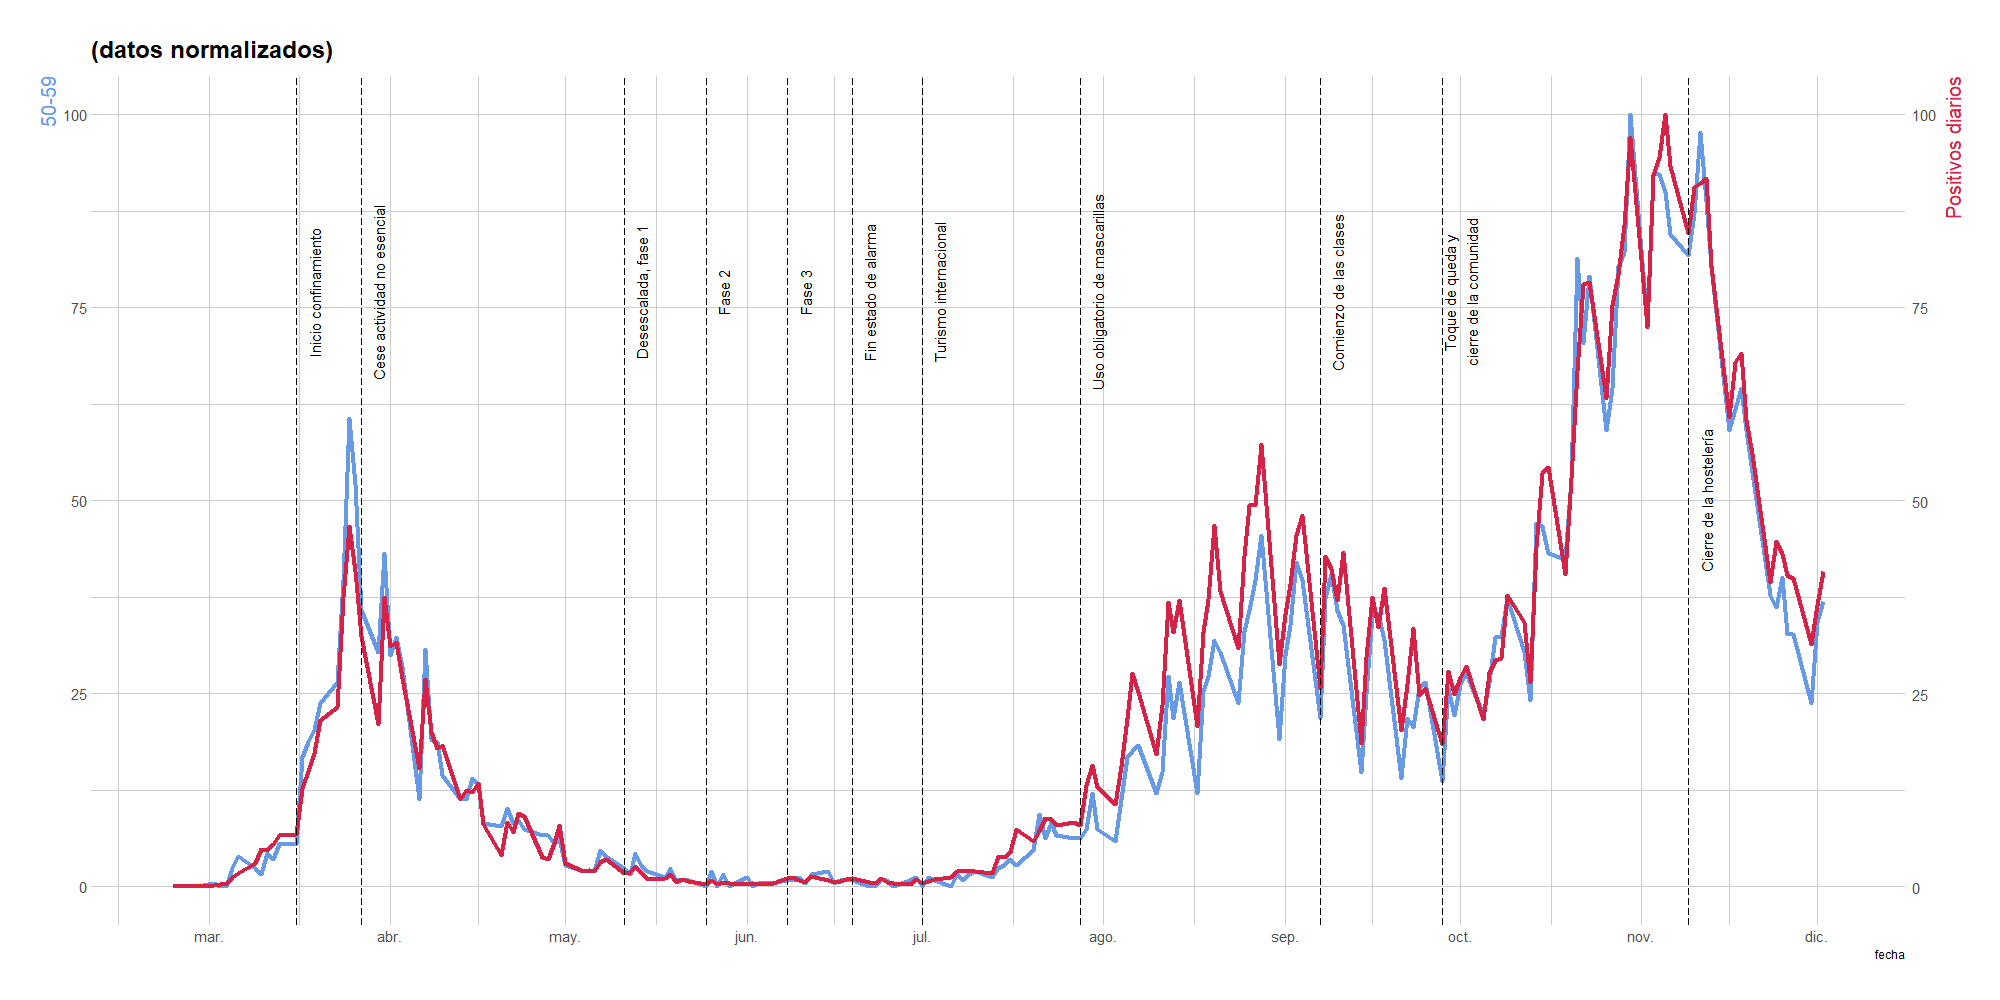 (datos normalizados)
50-59
Positivos diarios
100
75
50
25
0
100
75
50
25
0
Inicio confinamiento
Cese actividad no esencial
Desescalada, fase 1
Fase 2
Fase 3
Fin estado de alarma
Turismo internacional
Uso obligatorio de mascarillas
Comienzo de las clases
Toque de queda y
cierre de la comunidad
Cierre de la hostelería
mar.
abr.
may.
jun.
jul.
ago.
sep.
oct.
nov.
dic.
fecha